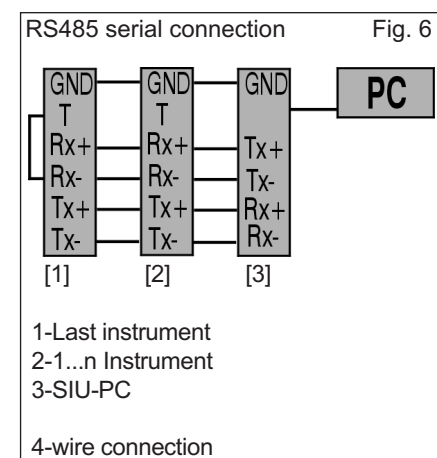 RS485 serial connection Fig. 6
GND GND GND PC
T T
Rx+ Rx+ Tx+
Rx- Rx- Tx-
Tx+ Tx+ Rx+
Tx- Tx- Rx-
[1] [2] [3]
1-Last instrument
2-1...n Instrument
3-SIU-PC
4-wire connection